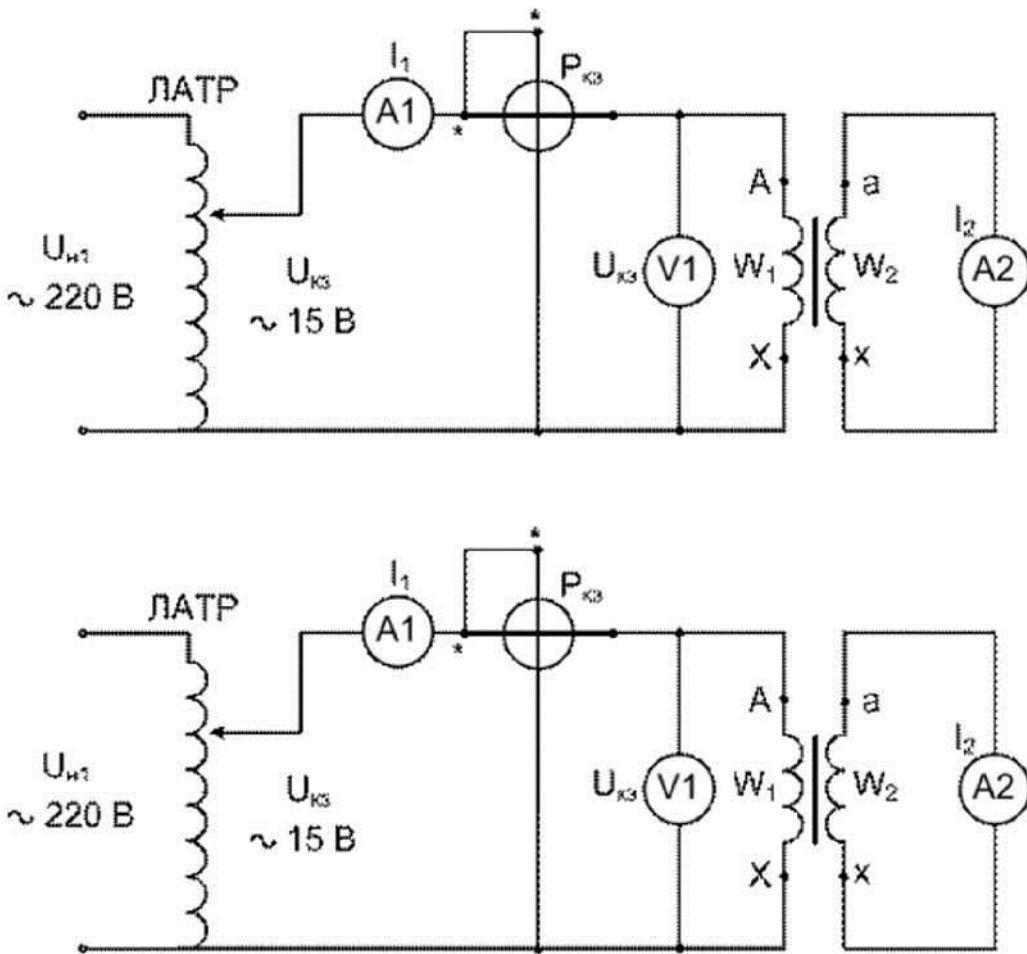 *
I₁
Pкз
ЛАТР
A1
*
A
a
I₂
Uн1
~ 220 В
Uкз
~ 15 В
Uкз
V1
W₁
W₂
A2
X
x
*
I₁
Pкз
ЛАТР
A1
*
A
a
I₂
Uн1
~ 220 В
Uкз
~ 15 В
Uкз
V1
W₁
W₂
A2
X
x